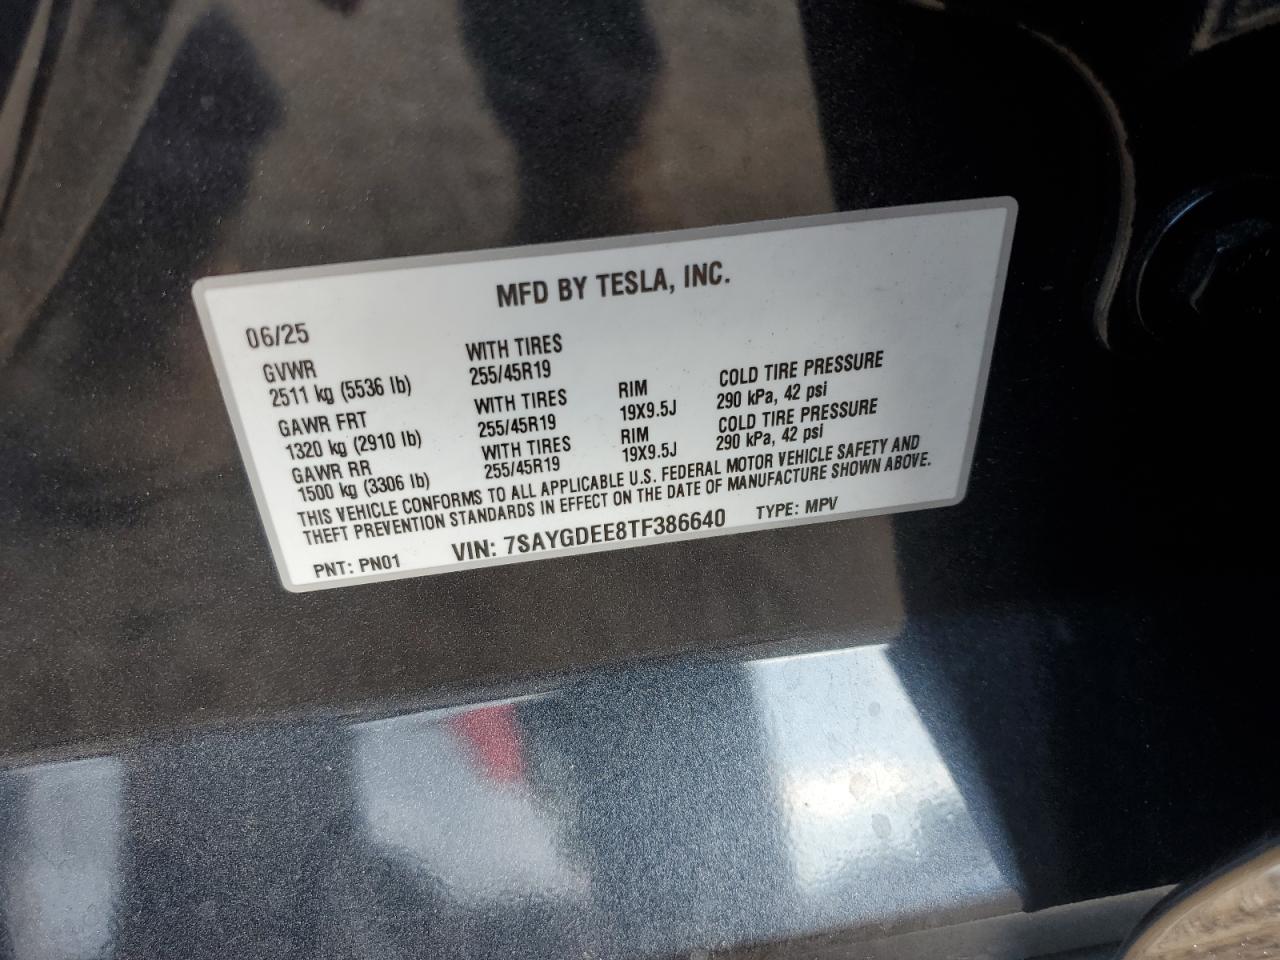 MFD BY TESLA, INC.
06/25
GVWR WITH TIRES
2511 kg (5536 lb) 255/45R19
GAWR FRT WITH TIRES RIM COLD TIRE PRESSURE
1320 kg (2910 lb) 255/45R19 19X9.5J 290 kPa, 42 psi
GAWR RR WITH TIRES RIM COLD TIRE PRESSURE
1500 kg (3306 lb) 255/45R19 19X9.5J 290 kPa, 42 psi
THIS VEHICLE CONFORMS TO ALL APPLICABLE U.S. FEDERAL MOTOR VEHICLE SAFETY AND
THEFT PREVENTION STANDARDS IN EFFECT ON THE DATE OF MANUFACTURE SHOWN ABOVE.
PNT: PN01 VIN: 7SAYGDEE8TF386640 TYPE: MPV